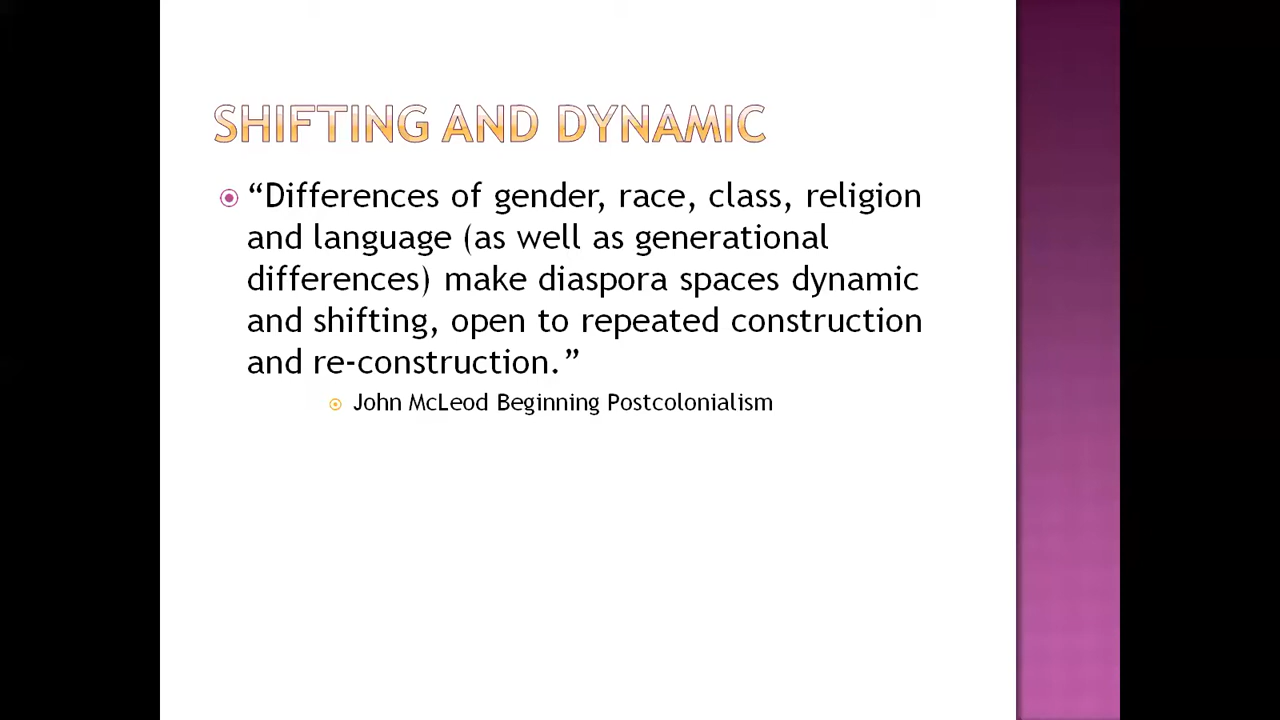 SHIFTING AND DYNAMIC
“Differences of gender, race, class, religion
and language (as well as generational
differences) make diaspora spaces dynamic
and shifting, open to repeated construction
and re-construction.”
John McLeod Beginning Postcolonialism